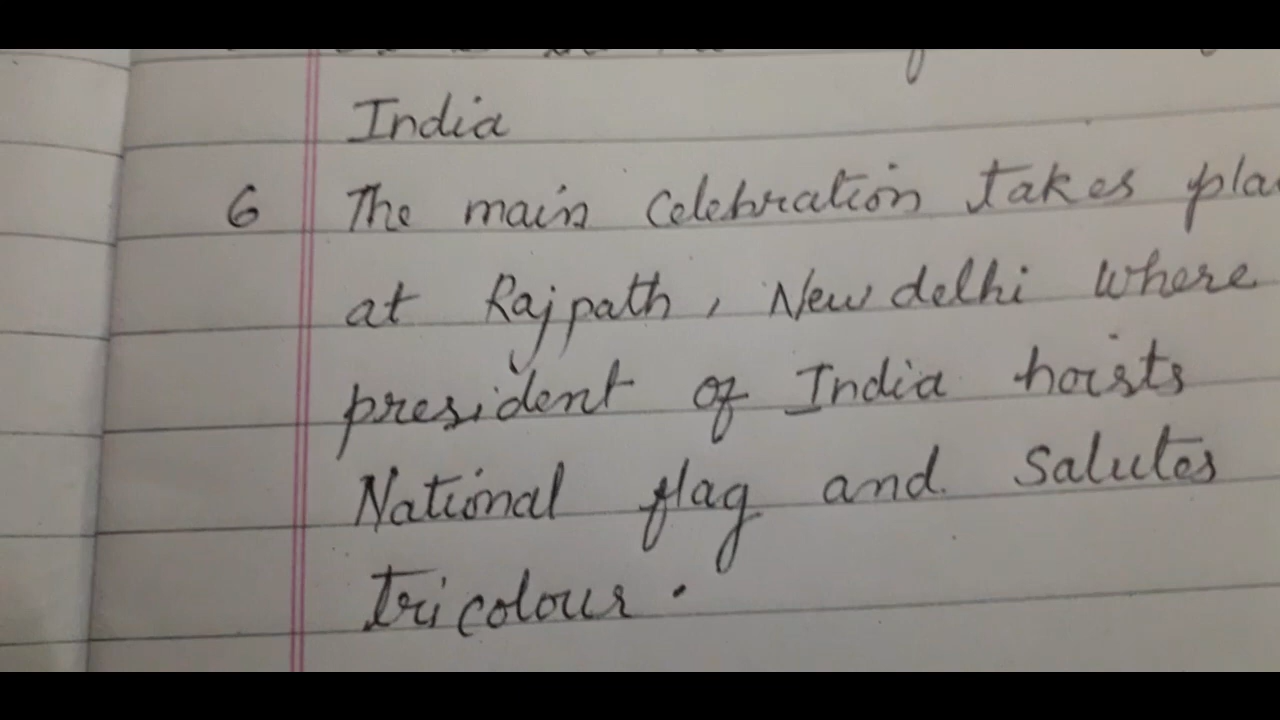 India
6 The main Celebration takes pla
at Rajpath, New delhi where
president of India hoists
National flag and Salutes
tricolour.